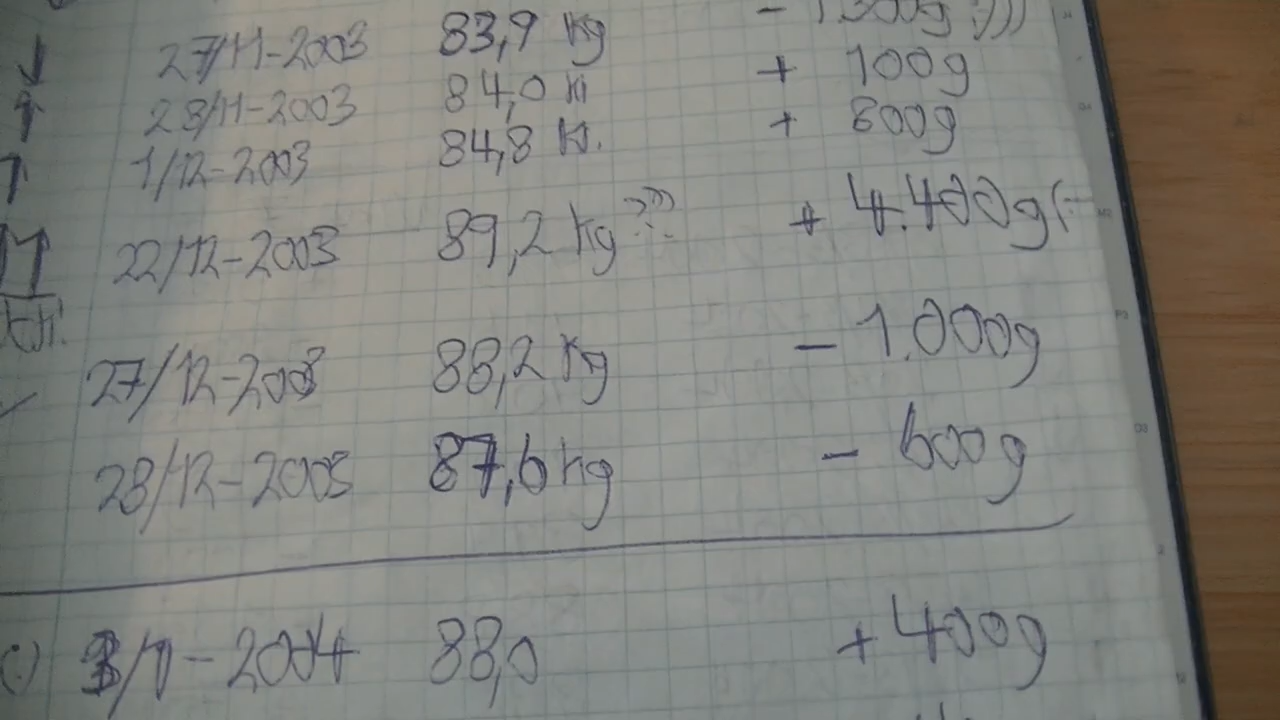 ↓ 27/11-2003 83,9 kg - 1.300g :)))
↑ 28/11-2003 84,0 kg + 100g
↑ 1/12-2003 84,8 kg. + 800g
22/12-2003 89,2 kg ??? + 4.400g (
27/12-2003 88,2 kg - 1.000g
28/12-2003 87,6 kg - 600g
/1-2004 88,0 + 400g